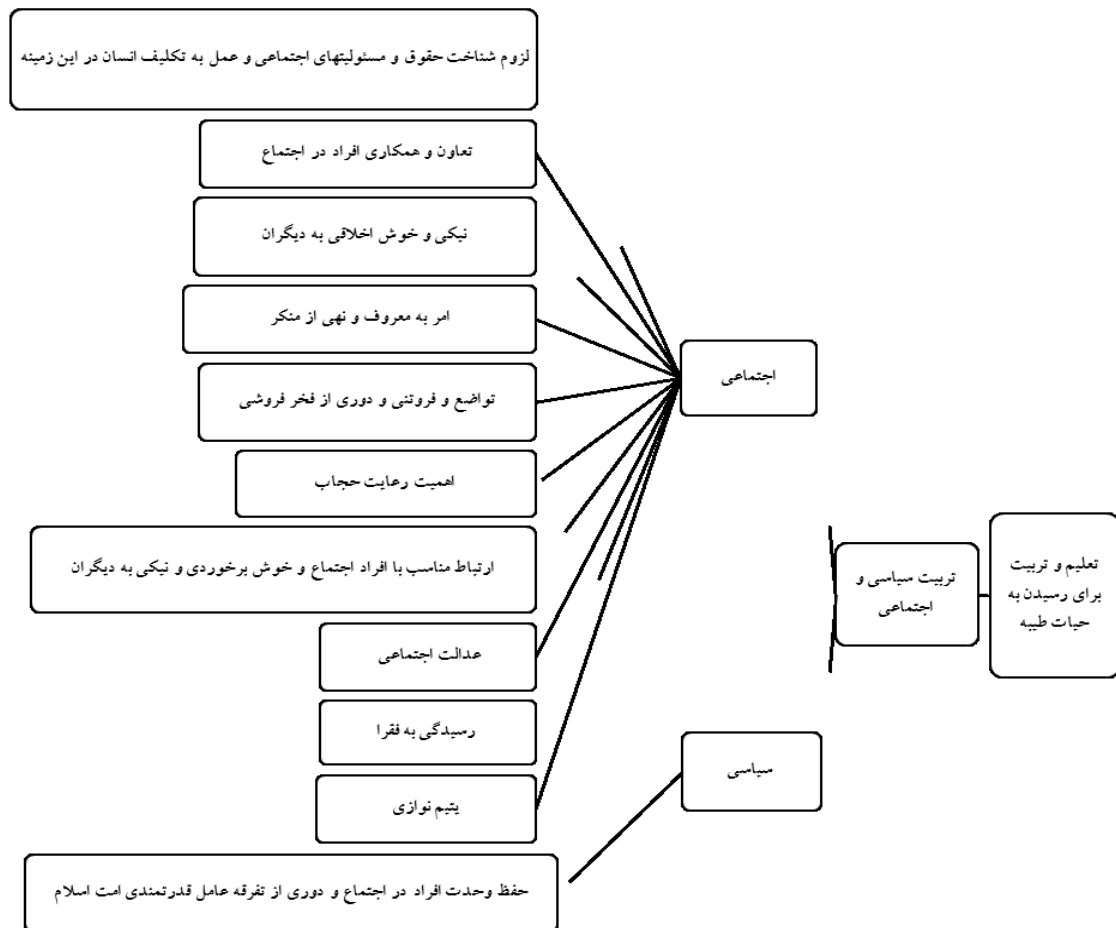 لزوم شناخت حقوق و مسئولیتهای اجتماعی و عمل به تکلیف انسان در این زمینه
تعاون و همکاری افراد در اجتماع
نیکی و خوش اخلاقی به دیگران
امر به معروف و نهی از منکر
تواضع و فروتنی و دوری از فخر فروشی
اهمیت رعایت حجاب
ارتباط مناسب با افراد اجتماع و خوش برخوردی و نیکی به دیگران
عدالت اجتماعی
رسیدگی به فقرا
یتیم نوازی
حفظ وحدت افراد در اجتماع و دوری از تفرقه عامل قدرتمندی امت اسلام
اجتماعی
سیاسی
تربیت سیاسی و
اجتماعی
تعلیم و تربیت
برای رسیدن به
حیات طیبه